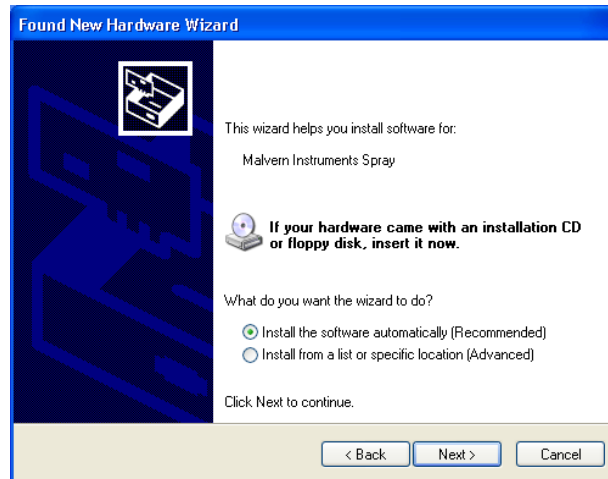 Found New Hardware Wizard
This wizard helps you install software for:
Malvern Instruments Spray
If your hardware came with an installation CD
or floppy disk, insert it now.
What do you want the wizard to do?
Install the software automatically (Recommended)
Install from a list or specific location (Advanced)
Click Next to continue.
< Back Next > Cancel